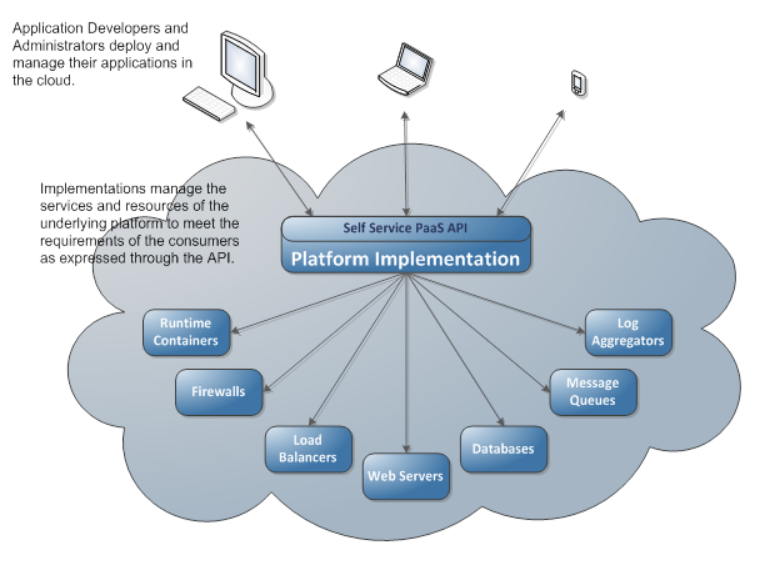 Application Developers and
Administrators deploy and
manage their applications in
the cloud.
Implementations manage the
services and resources of the
underlying platform to meet the
requirements of the consumers
as expressed through the API.
Self Service PaaS API
Platform Implementation
Runtime
Containers
Log
Aggregators
Firewalls
Message
Queues
Load
Balancers
Databases
Web Servers